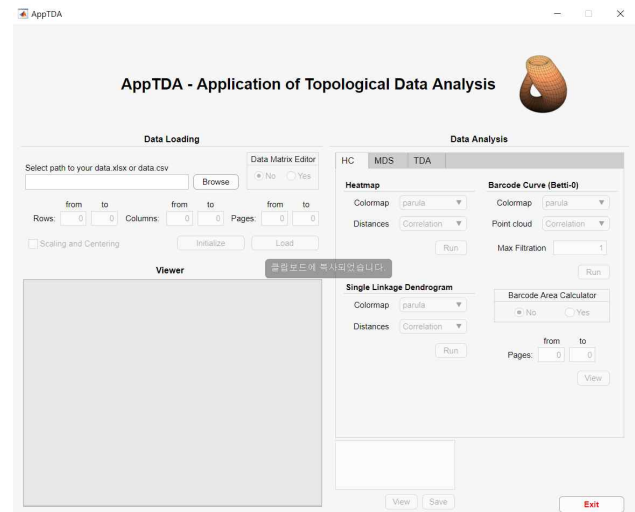 AppTDA
AppTDA - Application of Topological Data Analysis
Data Loading
Select path to your data.xlsx or data.csv
Browse
Data Matrix Editor
No Yes
from to from to from to
Rows: 0 0 Columns: 0 0 Pages: 0 0
Scaling and Centering
Initialize
Load
Viewer
클립보드에 복사되었습니다.
Data Analysis
HC MDS TDA
Heatmap
Colormap parula
Distances Correlation
Run
Single Linkage Dendrogram
Colormap parula
Distances Correlation
Run
Barcode Curve (Betti-0)
Colormap parula
Point cloud Correlation
Max Filtration 1
Run
Barcode Area Calculator
No Yes
from to
Pages: 0 0
View
View Save
Exit